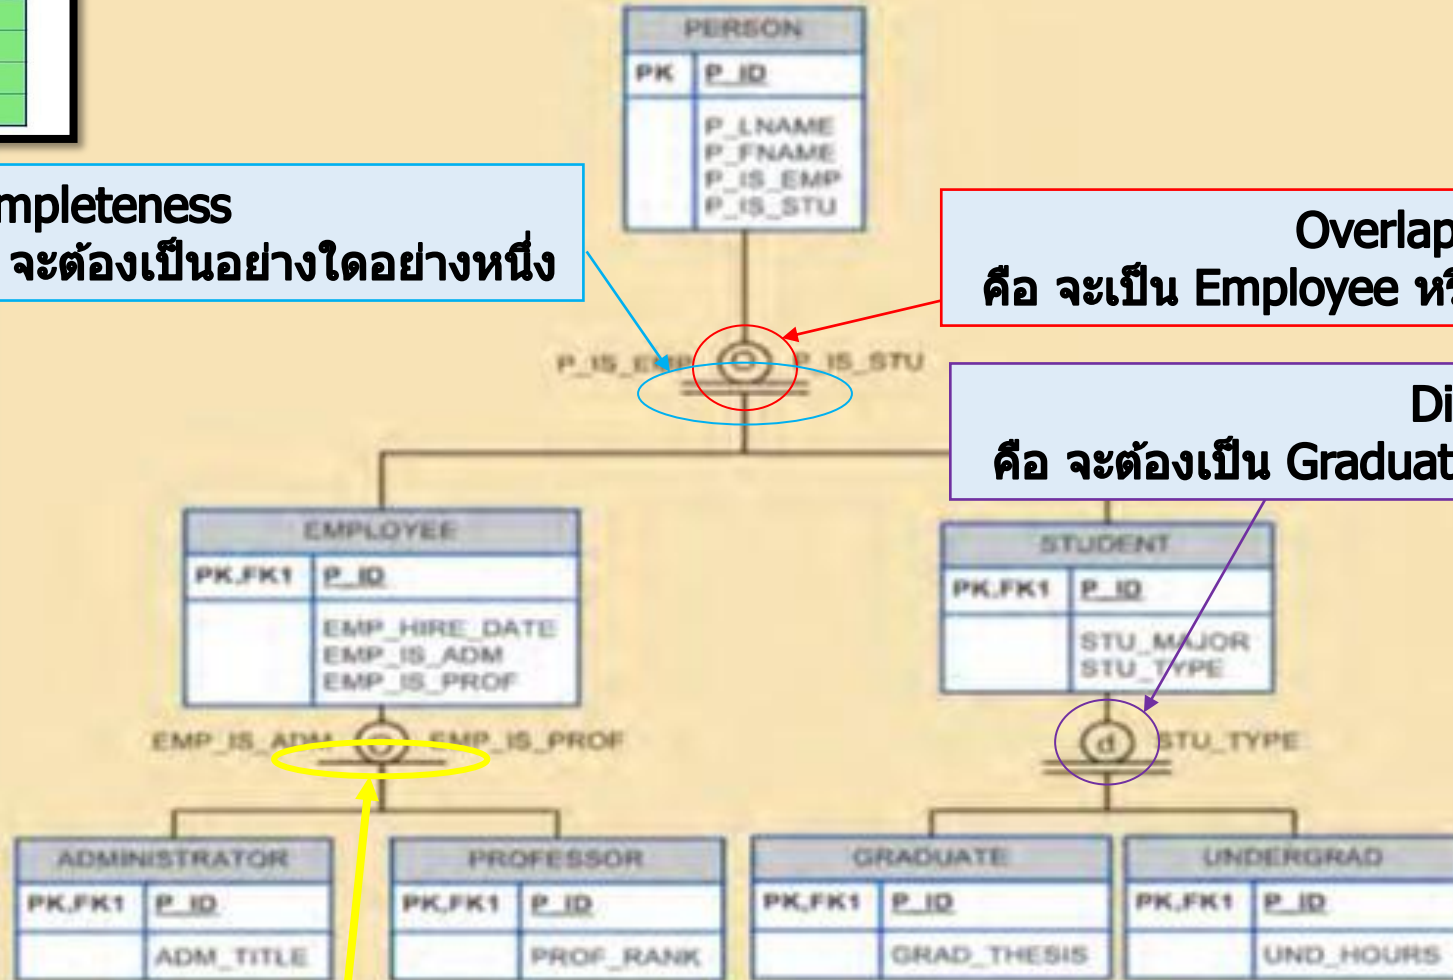 PERSON
PK P_ID
P_LNAME
P_FNAME
P_IS_EMP
P_IS_STU
mpleteness
จะต้องเป็นอย่างใดอย่างหนึ่ง
Overlap
คือ จะเป็น Employee หรื
P_IS_EMP O P_IS_STU
Di
คือ จะต้องเป็น Graduat
EMPLOYEE
PK,FK1 P_ID
EMP_HIRE_DATE
EMP_IS_ADM
EMP_IS_PROF
STUDENT
PK,FK1 P_ID
STU_MAJOR
STU_TYPE
EMP_IS_ADM O EMP_IS_PROF
d STU_TYPE
ADMINISTRATOR
PK,FK1 P_ID
ADM_TITLE
PROFESSOR
PK,FK1 P_ID
PROF_RANK
GRADUATE
PK,FK1 P_ID
GRAD_THESIS
UNDERGRAD
PK,FK1 P_ID
UND_HOURS